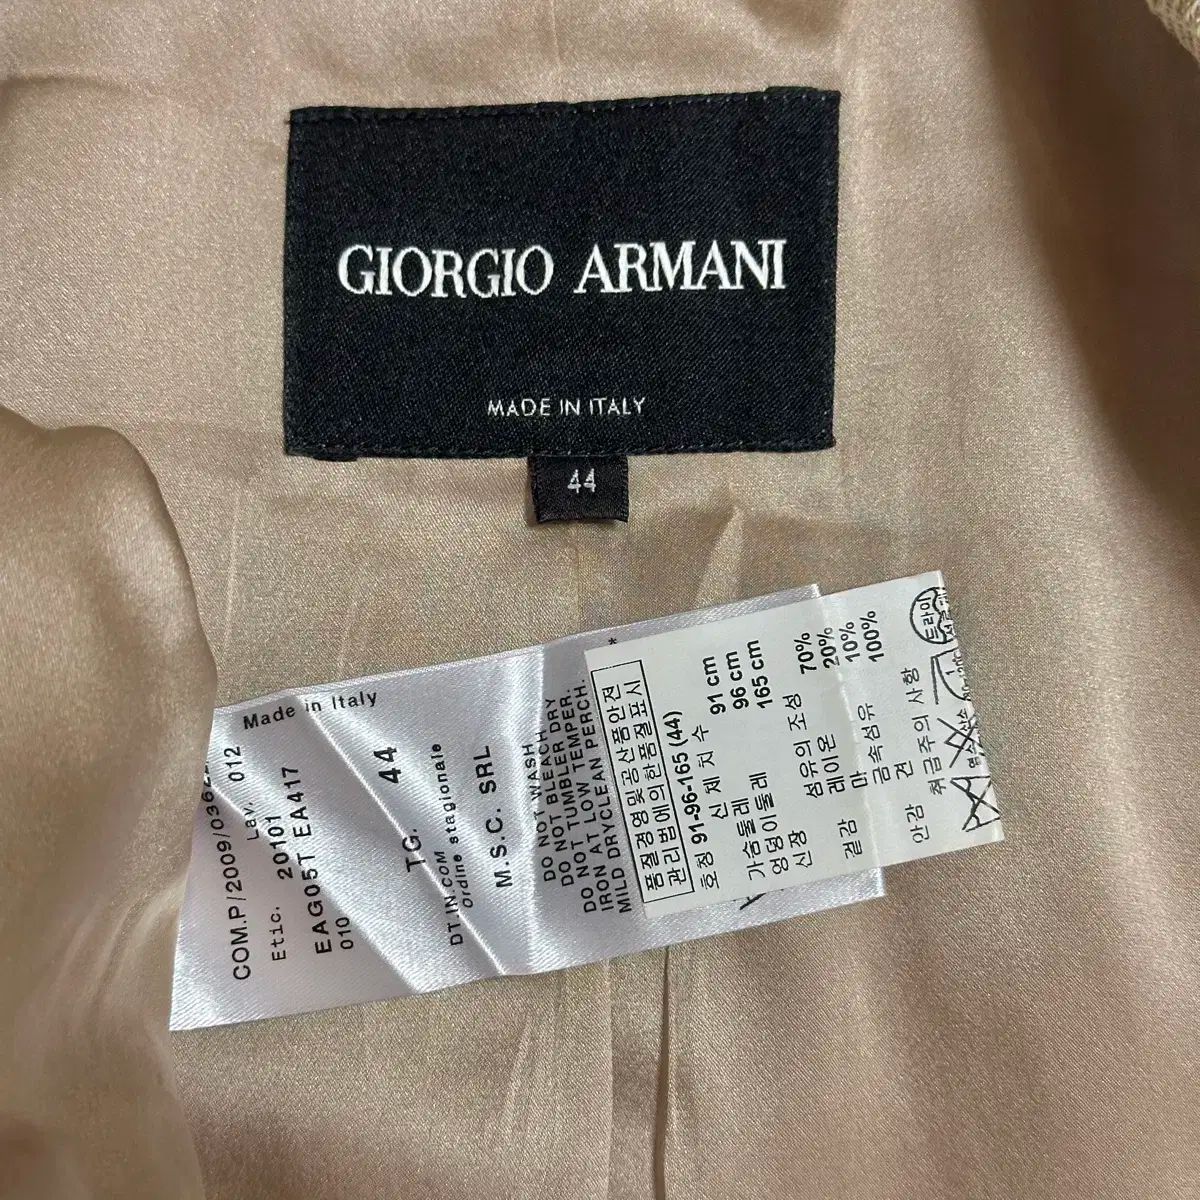 GIORGIO ARMANI
MADE IN ITALY
44
Made in Italy
COM.P/2009/0362
Lav. 012
Etic. 20101
EAG05T EA417
010
TG. 44
DT.IN.COM
Ordine stagionale
M.S.C. SRL
DO NOT WASH
DO NOT BLEACH
DO NOT TUMBLER DRY
IRON AT LOW TEMPER.
MILD DRYCLEAN PERCH.
*
품질경영및공산품안전
관리법에의한품질표시
호칭 91-96-165 (44)
신 체 치 수
가슴둘레 91 cm
엉덩이둘레 96 cm
신장 165 cm
섬유의 조성
겉감 레이온 70%
마 20%
금속섬유 10%
안감 견 100%
취급주의 사항
드라이